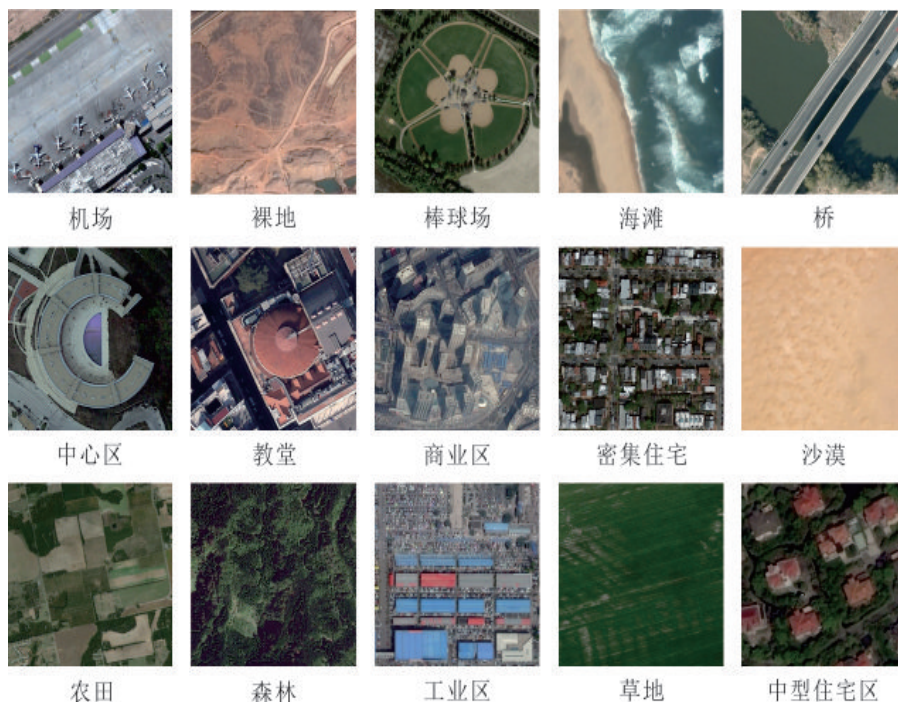 机场 裸地 棒球场 海滩 桥
中心区 教堂 商业区 密集住宅 沙漠
农田 森林 工业区 草地 中型住宅区